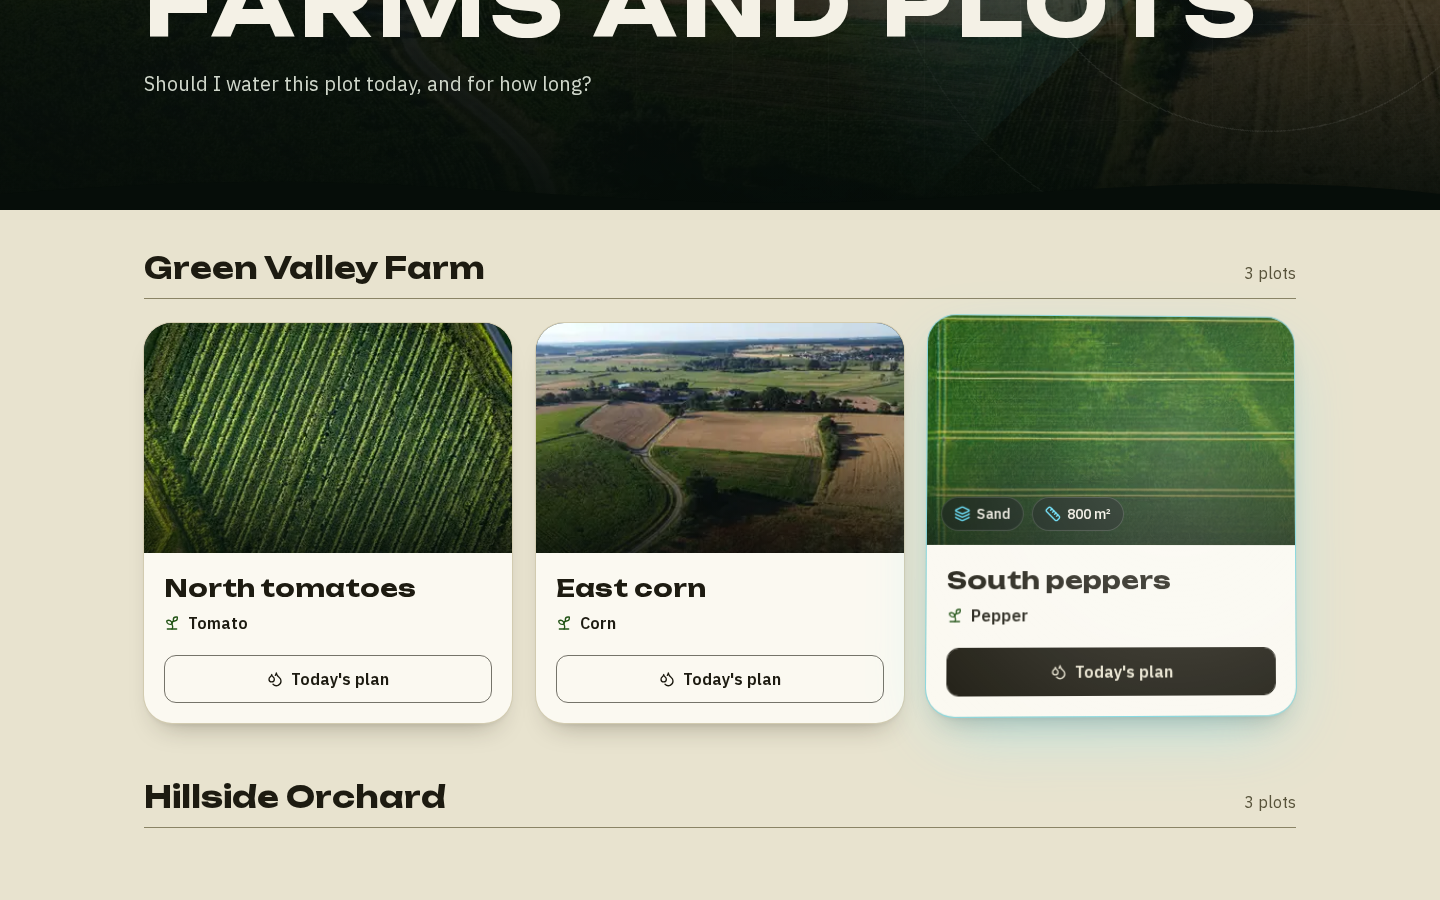 FARMS AND PLOTS
Should I water this plot today, and for how long?
Green Valley Farm
3 plots
Sand
800 m²
North tomatoes
Tomato
Today's plan
East corn
Corn
Today's plan
South peppers
Pepper
Today's plan
Hillside Orchard
3 plots